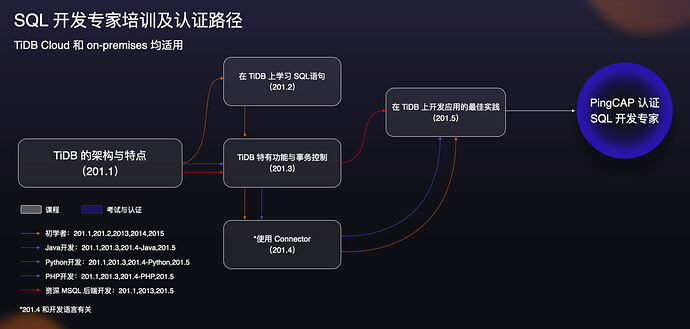 SQL 开发专家培训及认证路径
TiDB Cloud 和 on-premises 均适用
在 TiDB 上学习 SQL语句
（201.2）
在 TiDB 上开发应用的最佳实践
（201.5）
PingCAP 认证
SQL 开发专家
TiDB 的架构与特点
（201.1）
TiDB 特有功能与事务控制
（201.3）
*使用 Connector
（201.4）
课程
考试与认证
初学者：201.1,201.2,2013,2014,2015
Java开发：201.1,201.3,201.4-Java,201.5
Python开发：201.1,201.3,201.4-Python,201.5
PHP开发：201.1,201.3,201.4-PHP,201.5
资深 MSQL 后端开发：201.1,2013,201.5
*201.4 和开发语言有关